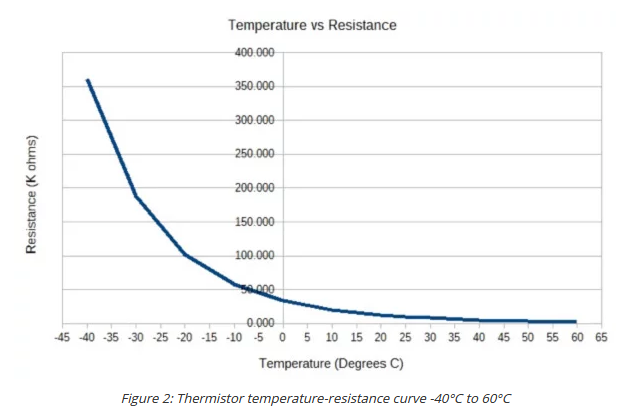 Temperature vs Resistance
400.000
350.000
300.000
250.000
200.000
150.000
100.000
50.000
0.000
Resistance (K ohms)
-45 -40 -35 -30 -25 -20 -15 -10 -5 0 5 10 15 20 25 30 35 40 45 50 55 60 65
Temperature (Degrees C)
Figure 2: Thermistor temperature-resistance curve -40°C to 60°C